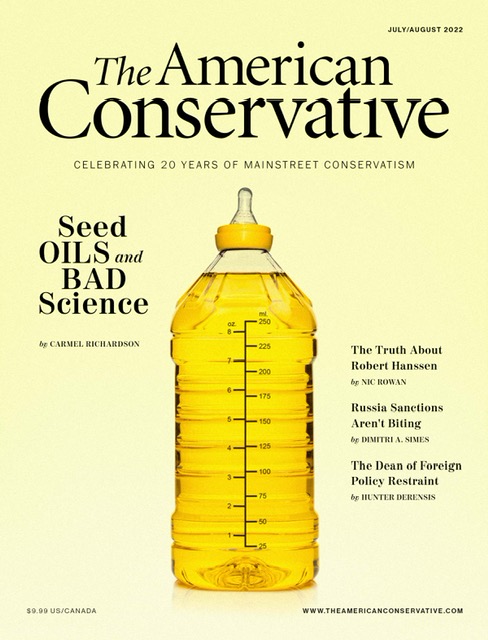 JULY/AUGUST 2022
The American
Conservative
CELEBRATING 20 YEARS OF MAINSTREET CONSERVATISM
Seed
OILS and
BAD
Science
by CARMEL RICHARDSON
oz.
ml.
8
250
225
7
200
6
175
150
5
4
125
100
3
75
2
50
1
25
The Truth About
Robert Hanssen
by NIC ROWAN
Russia Sanctions
Aren't Biting
by DIMITRI A. SIMES
The Dean of Foreign
Policy Restraint
by HUNTER DERENSIS
$9.99 US/CANADA
WWW.THEAMERICANCONSERVATIVE.COM